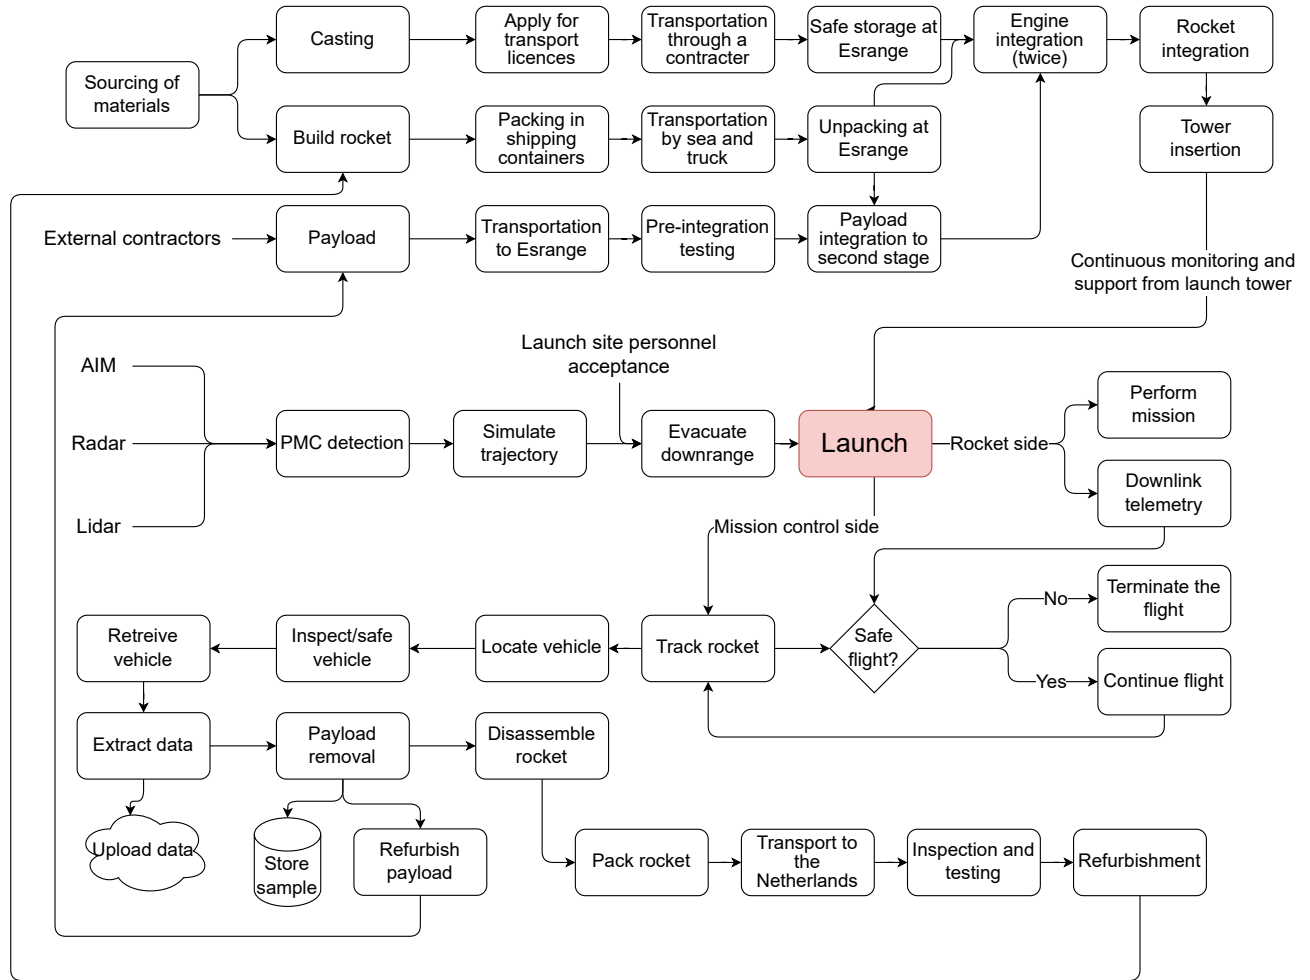 Casting
Apply for
transport
licences
Transportation
through a
contracter
Safe storage at
Esrange
Engine
integration
(twice)
Rocket
integration
Sourcing of
materials
Build rocket
Packing in
shipping
containers
Transportation
by sea and
truck
Unpacking at
Esrange
Tower
insertion
External contractors
Payload
Transportation
to Esrange
Pre-integration
testing
Payload
integration to
second stage
Continuous monitoring and
support from launch tower
Launch site personnel
acceptance
AIM
Radar
Lidar
PMC detection
Simulate
trajectory
Evacuate
downrange
Launch
Rocket side
Perform
mission
Downlink
telemetry
Mission control side
Retreive
vehicle
Inspect/safe
vehicle
Locate vehicle
Track rocket
Safe
flight?
No
Terminate the
flight
Yes
Continue flight
Extract data
Payload
removal
Disassemble
rocket
Upload data
Store
sample
Refurbish
payload
Pack rocket
Transport to
the
Netherlands
Inspection and
testing
Refurbishment